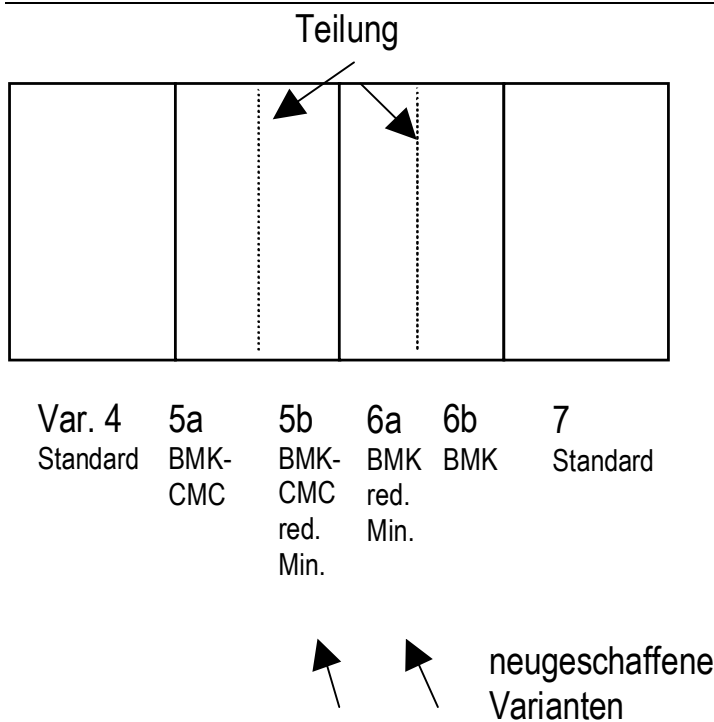 Teilung
Var. 4 5a 5b 6a 6b 7
Standard BMK- BMK- BMK BMK Standard
CMC CMC red.
red. Min.
Min.
neugeschaffene
Varianten